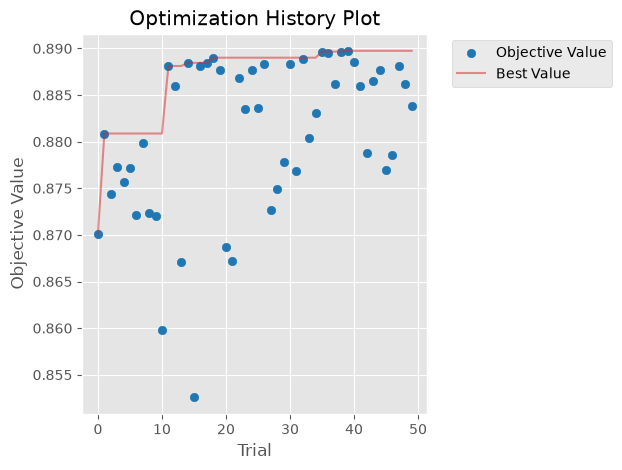 Optimization History Plot
0.890
0.885
0.880
0.875
0.870
0.865
0.860
0.855
Objective Value
0 10 20 30 40 50
Trial
Objective Value
Best Value